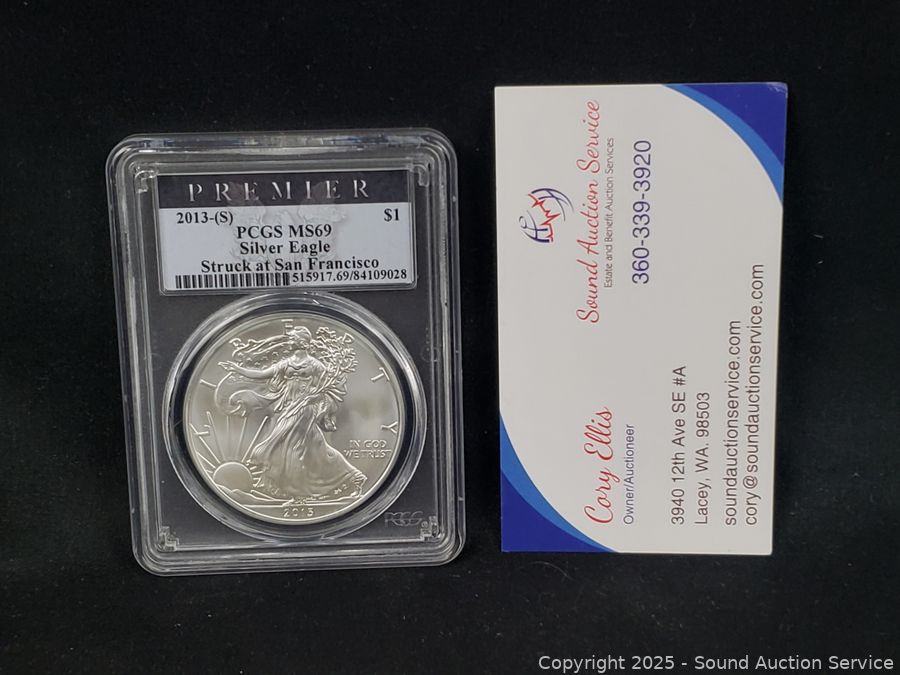 PREMIER
2013-(S) $1
PCGS MS69
Silver Eagle
Struck at San Francisco
515917.69/84109028
LIBERTY
IN GOD
WE TRUST
2013
PCGS
Sound Auction Service
Estate and Benefit Auction Services
360-339-3920
Cory Ellis
Owner/Auctioneer
3940 12th Ave SE #A
Lacey, WA. 98503
soundauctionservice.com
cory@soundauctionservice.com
Copyright © 2025 - Sound Auction Service